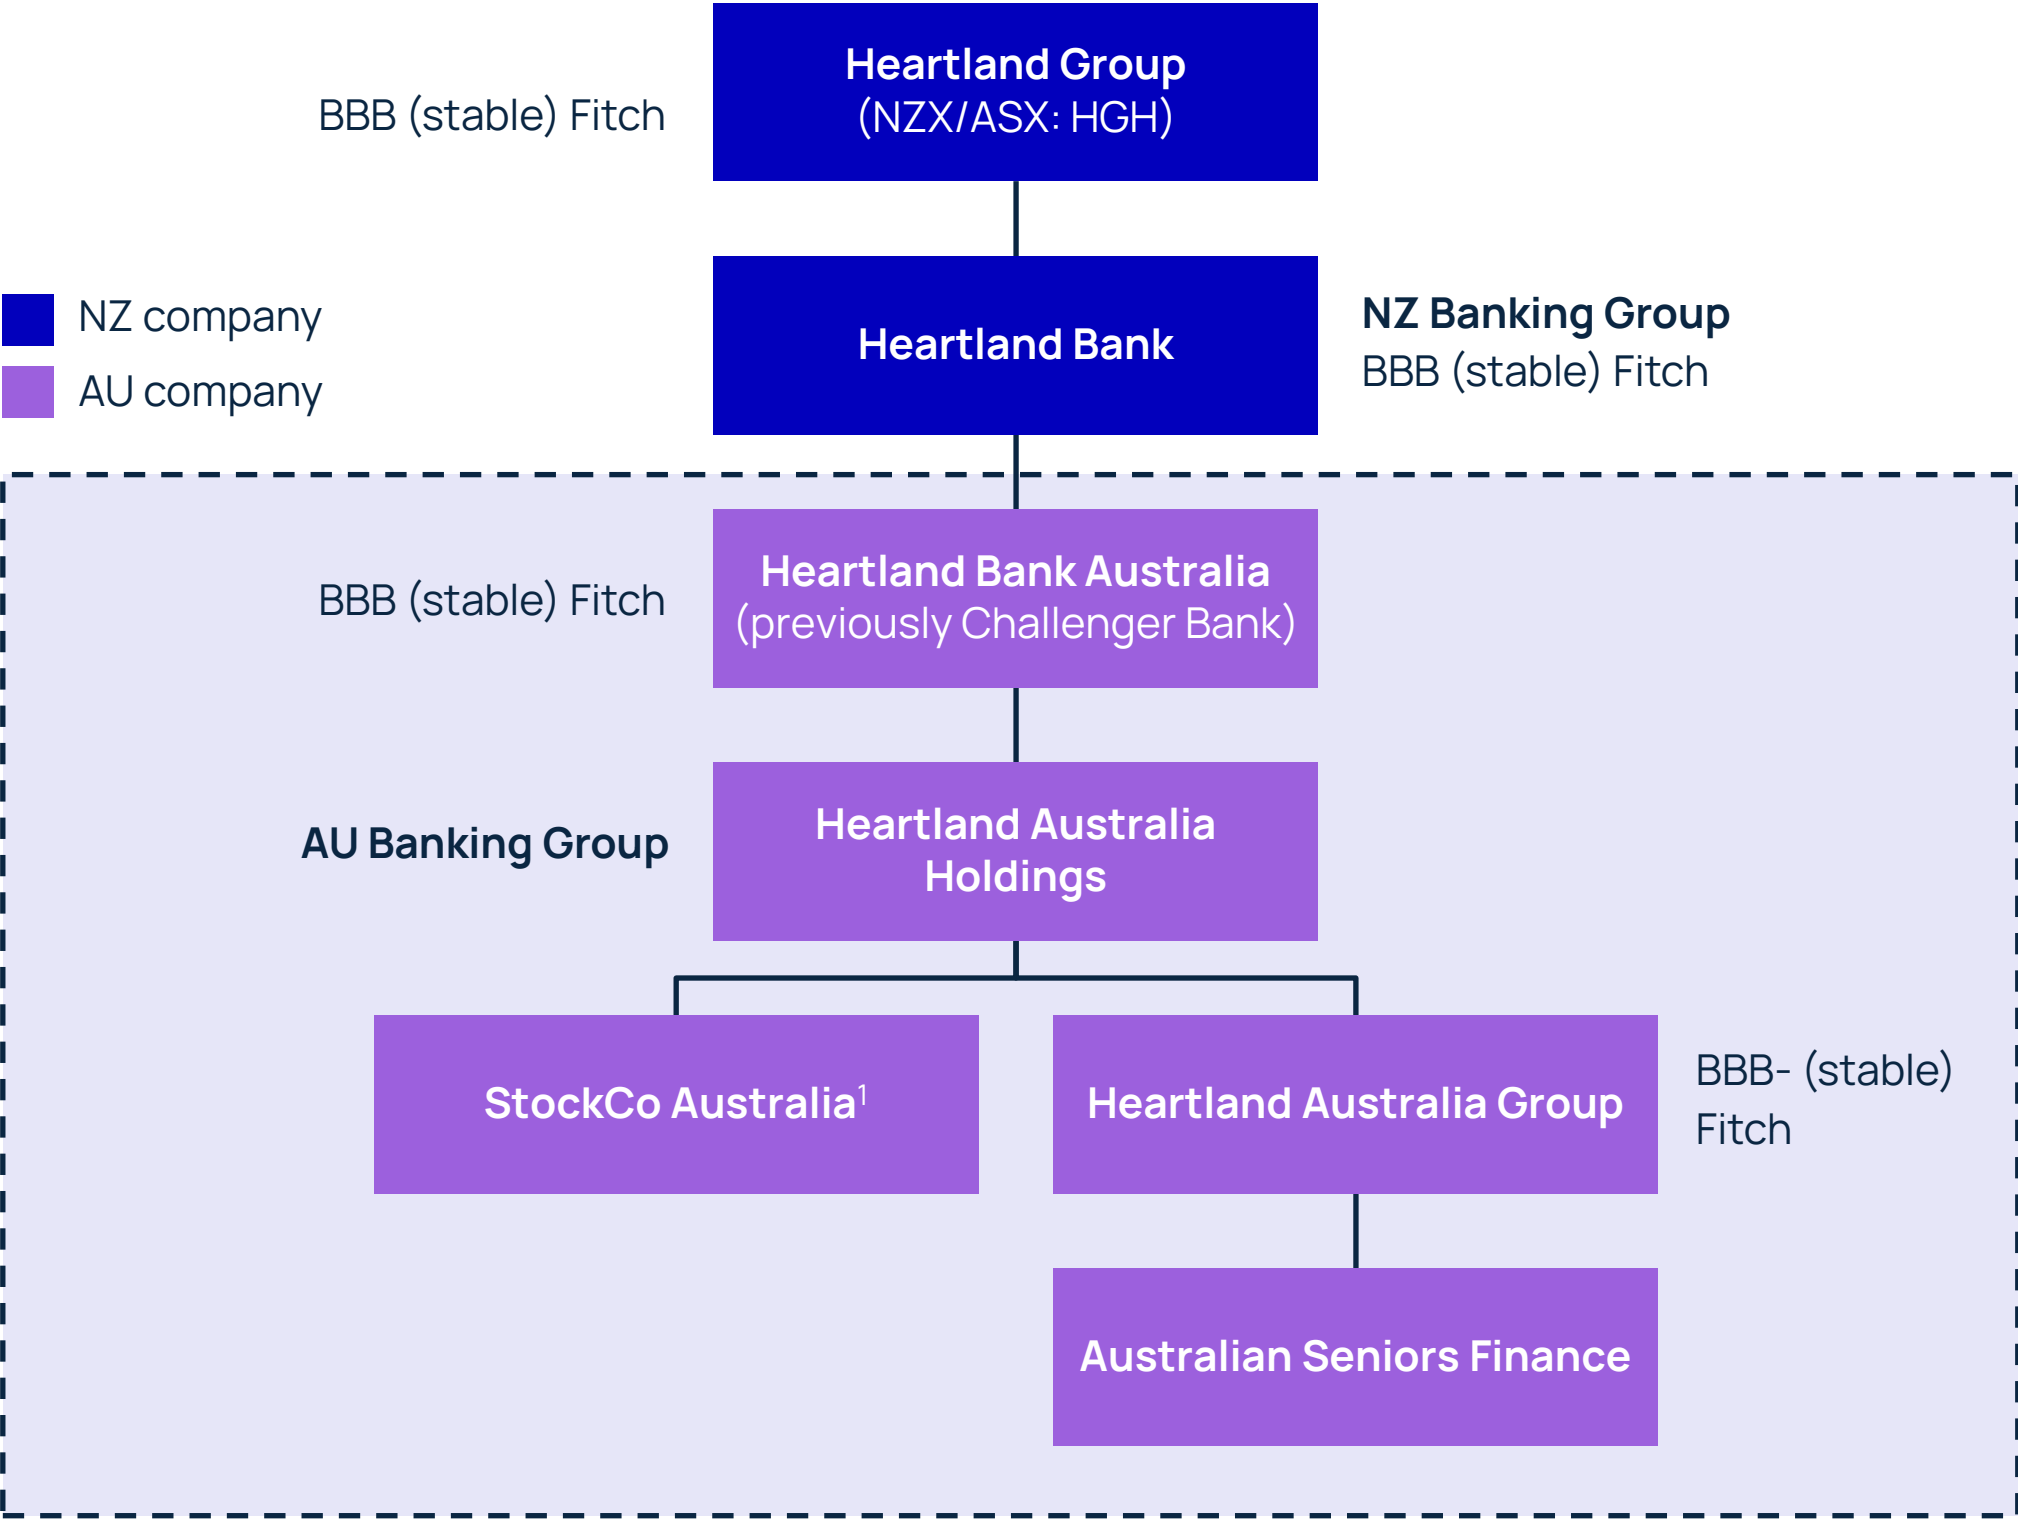 Heartland Group
(NZX/ASX: HGH)
BBB (stable) Fitch
NZ company
AU company
Heartland Bank
NZ Banking Group
BBB (stable) Fitch
BBB (stable) Fitch
Heartland Bank Australia
(previously Challenger Bank)
AU Banking Group
Heartland Australia
Holdings
StockCo Australia¹
Heartland Australia Group
BBB- (stable)
Fitch
Australian Seniors Finance